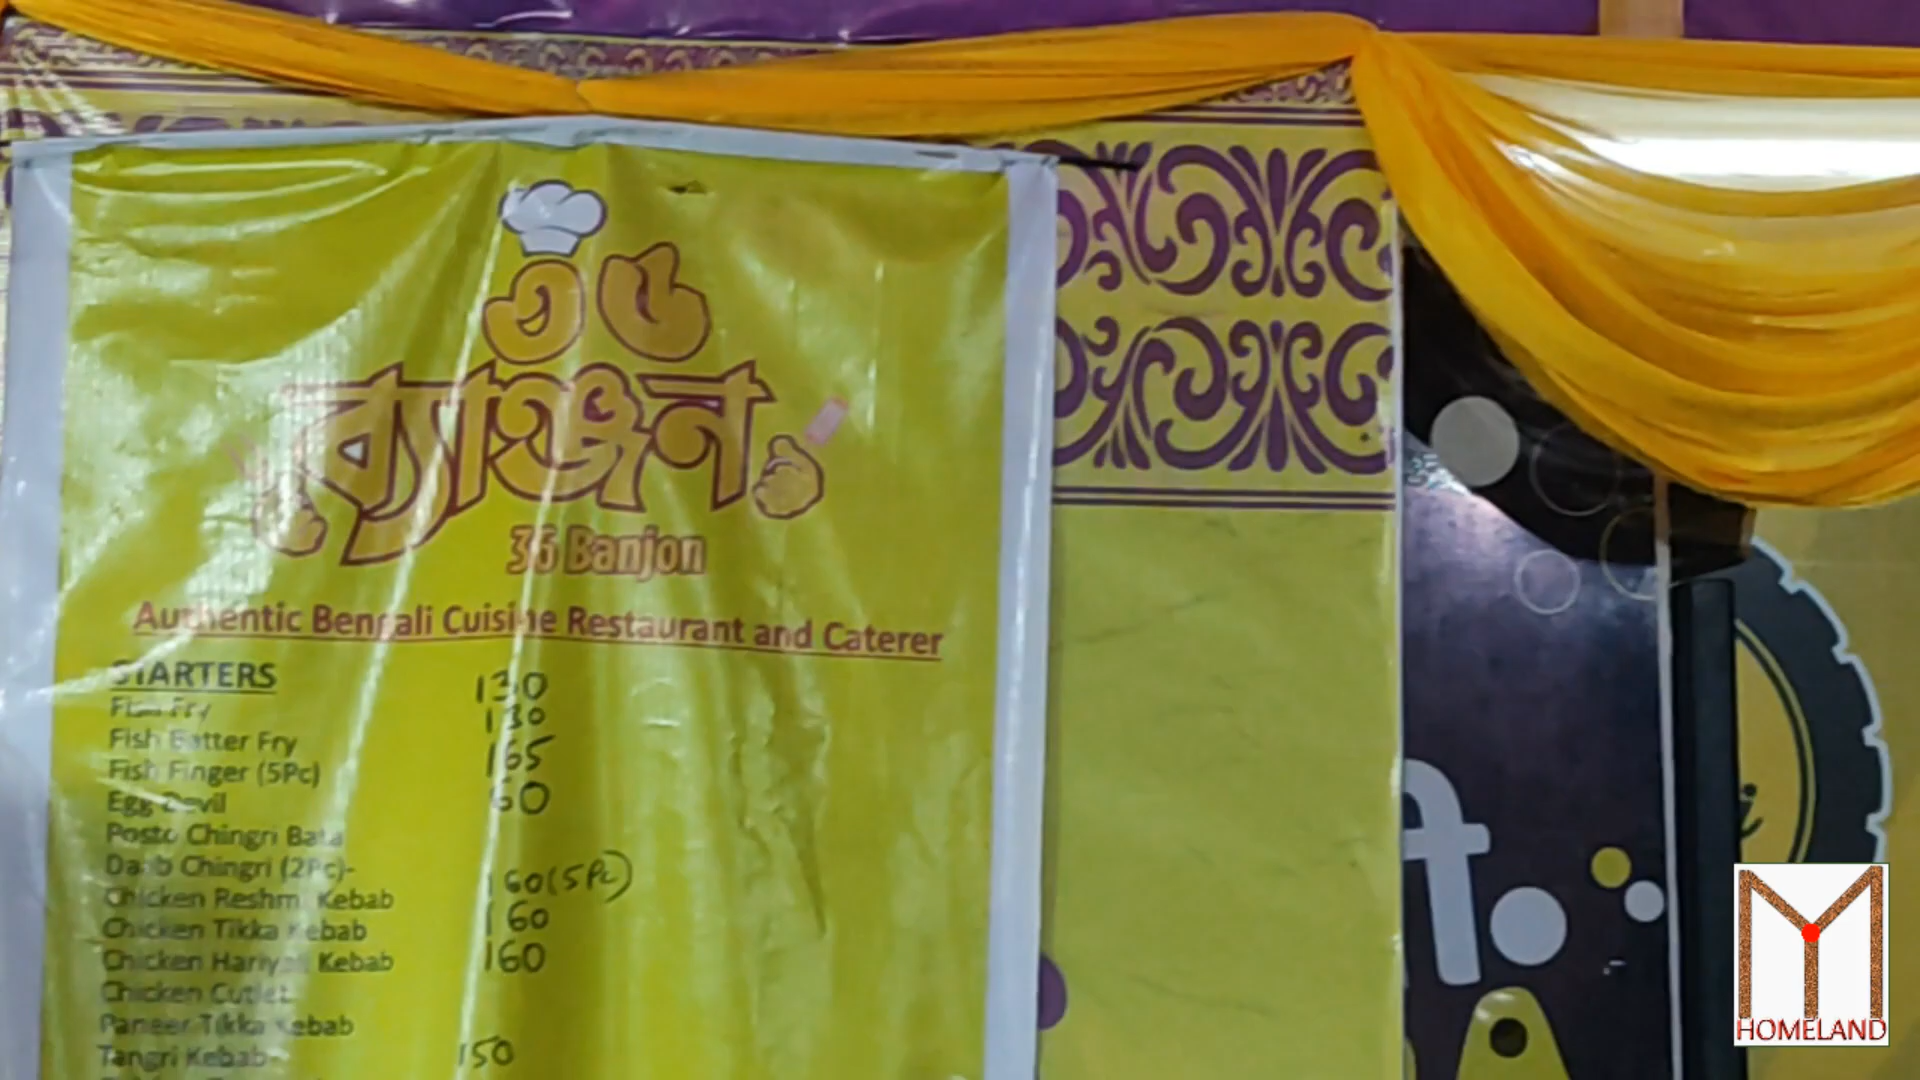 ৩৬
ব্যাঞ্জন
36 Banjon
Authentic Bengali Cuisine Restaurant and Caterer
STARTERS
130
Fish Fry
130
Fish Batter Fry
165
Fish Finger (5Pc)
60
Egg Devil
Posto Chingri Bata
Daab Chingri (2Pc)-
160(5Pc)
Chicken Reshmi Kebab
160
Chicken Tikka Kebab
160
Chicken Hariyali Kebab
Chicken Cutlet
Paneer Tikka Kebab
Tangri Kebab-
150
HOMELAND